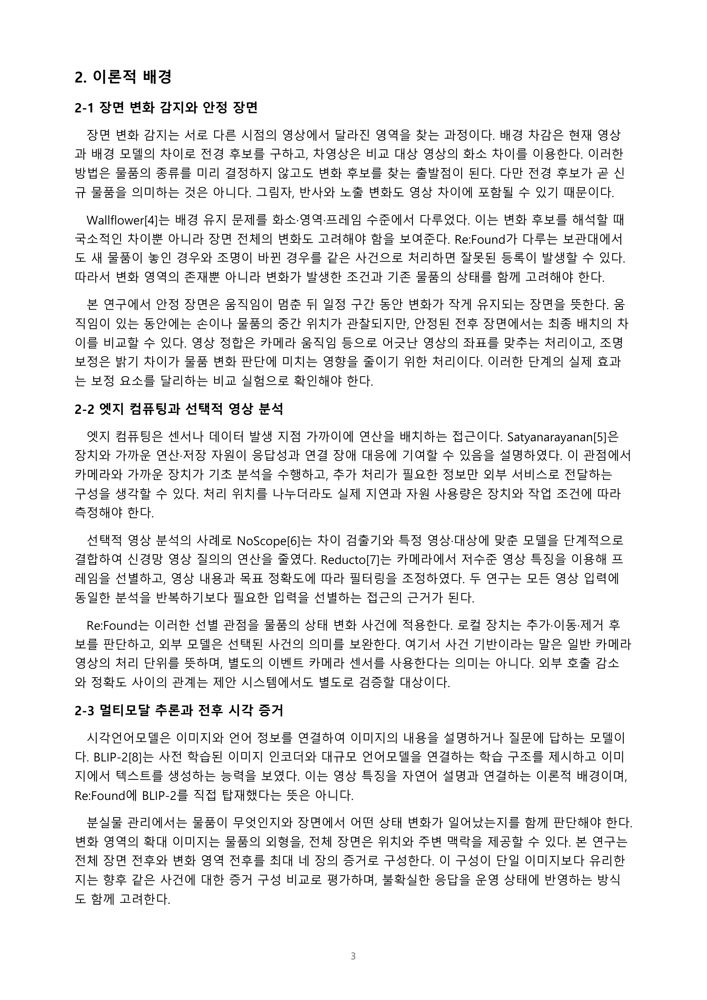 2. 이론적 배경
2-1 장면 변화 감지와 안정 장면
장면 변화 감지는 서로 다른 시점의 영상에서 달라진 영역을 찾는 과정이다. 배경 차감은 현재 영상
과 배경 모델의 차이로 전경 후보를 구하고, 차영상은 비교 대상 영상의 화소 차이를 이용한다. 이러한
방법은 물품의 종류를 미리 결정하지 않고도 변화 후보를 찾는 출발점이 된다. 다만 전경 후보가 곧 신
규 물품을 의미하는 것은 아니다. 그림자, 반사와 노출 변화도 영상 차이에 포함될 수 있기 때문이다.
Wallflower[4]는 배경 유지 문제를 화소·영역·프레임 수준에서 다루었다. 이는 변화 후보를 해석할 때
국소적인 차이뿐 아니라 장면 전체의 변화도 고려해야 함을 보여준다. Re:Found가 다루는 보관대에서
도 새 물품이 놓인 경우와 조명이 바뀐 경우를 같은 사건으로 처리하면 잘못된 등록이 발생할 수 있다.
따라서 변화 영역의 존재뿐 아니라 변화가 발생한 조건과 기존 물품의 상태를 함께 고려해야 한다.
본 연구에서 안정 장면은 움직임이 멈춘 뒤 일정 구간 동안 변화가 작게 유지되는 장면을 뜻한다. 움
직임이 있는 동안에는 손이나 물품의 중간 위치가 관찰되지만, 안정된 전후 장면에서는 최종 배치의 차
이를 비교할 수 있다. 영상 정합은 카메라 움직임 등으로 어긋난 영상의 좌표를 맞추는 처리이고, 조명
보정은 밝기 차이가 물품 변화 판단에 미치는 영향을 줄이기 위한 처리이다. 이러한 단계의 실제 효과
는 보정 요소를 달리하는 비교 실험으로 확인해야 한다.
2-2 엣지 컴퓨팅과 선택적 영상 분석
엣지 컴퓨팅은 센서나 데이터 발생 지점 가까이에 연산을 배치하는 접근이다. Satyanarayanan[5]은
장치와 가까운 연산·저장 자원이 응답성과 연결 장애 대응에 기여할 수 있음을 설명하였다. 이 관점에서
카메라와 가까운 장치가 기초 분석을 수행하고, 추가 처리가 필요한 정보만 외부 서비스로 전달하는
구성을 생각할 수 있다. 처리 위치를 나누더라도 실제 지연과 자원 사용량은 장치와 작업 조건에 따라
측정해야 한다.
선택적 영상 분석의 사례로 NoScope[6]는 차이 검출기와 특정 영상·대상에 맞춘 모델을 단계적으로
결합하여 신경망 영상 질의의 연산을 줄였다. Reducto[7]는 카메라에서 저수준 영상 특징을 이용해 프
레임을 선별하고, 영상 내용과 목표 정확도에 따라 필터링을 조정하였다. 두 연구는 모든 영상 입력에
동일한 분석을 반복하기보다 필요한 입력을 선별하는 접근의 근거가 된다.
Re:Found는 이러한 선별 관점을 물품의 상태 변화 사건에 적용한다. 로컬 장치는 추가·이동·제거 후
보를 판단하고, 외부 모델은 선택된 사건의 의미를 보완한다. 여기서 사건 기반이라는 말은 일반 카메라
영상의 처리 단위를 뜻하며, 별도의 이벤트 카메라 센서를 사용한다는 의미는 아니다. 외부 호출 감소
와 정확도 사이의 관계는 제안 시스템에서도 별도로 검증할 대상이다.
2-3 멀티모달 추론과 전후 시각 증거
시각언어모델은 이미지와 언어 정보를 연결하여 이미지의 내용을 설명하거나 질문에 답하는 모델이
다. BLIP-2[8]는 사전 학습된 이미지 인코더와 대규모 언어모델을 연결하는 학습 구조를 제시하고 이미
지에서 텍스트를 생성하는 능력을 보였다. 이는 영상 특징을 자연어 설명과 연결하는 이론적 배경이며,
Re:Found에 BLIP-2를 직접 탑재했다는 뜻은 아니다.
분실물 관리에서는 물품이 무엇인지와 장면에서 어떤 상태 변화가 일어났는지를 함께 판단해야 한다.
변화 영역의 확대 이미지는 물품의 외형을, 전체 장면은 위치와 주변 맥락을 제공할 수 있다. 본 연구는
전체 장면 전후와 변화 영역 전후를 최대 네 장의 증거로 구성한다. 이 구성이 단일 이미지보다 유리한
지는 향후 같은 사건에 대한 증거 구성 비교로 평가하며, 불확실한 응답을 운영 상태에 반영하는 방식
도 함께 고려한다.
3